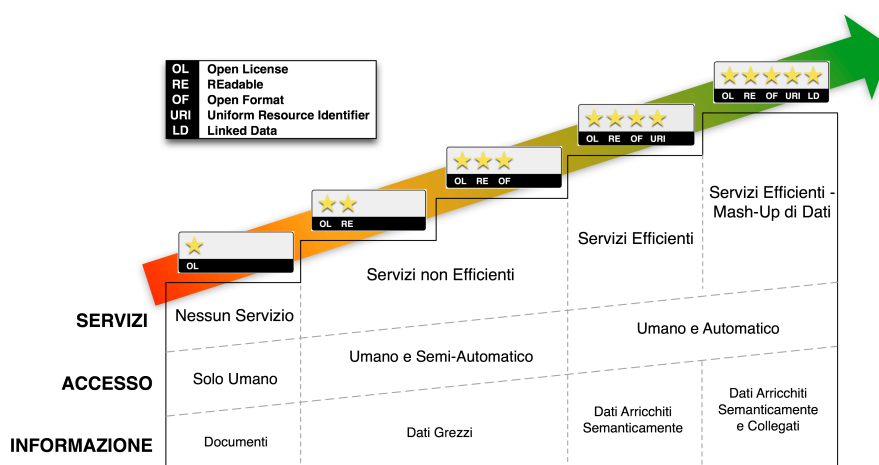 OL Open License
RE REadable
OF Open Format
URI Uniform Resource Identifier
LD Linked Data
OL RE OF URI LD
OL RE OF URI
OL RE OF
OL RE
OL
SERVIZI
Nessun Servizio
Servizi non Efficienti
Servizi Efficienti
Servizi Efficienti -
Mash-Up di Dati
ACCESSO
Solo Umano
Umano e Semi-Automatico
Umano e Automatico
INFORMAZIONE
Documenti
Dati Grezzi
Dati Arricchiti
Semanticamente
Dati Arricchiti
Semanticamente
e Collegati